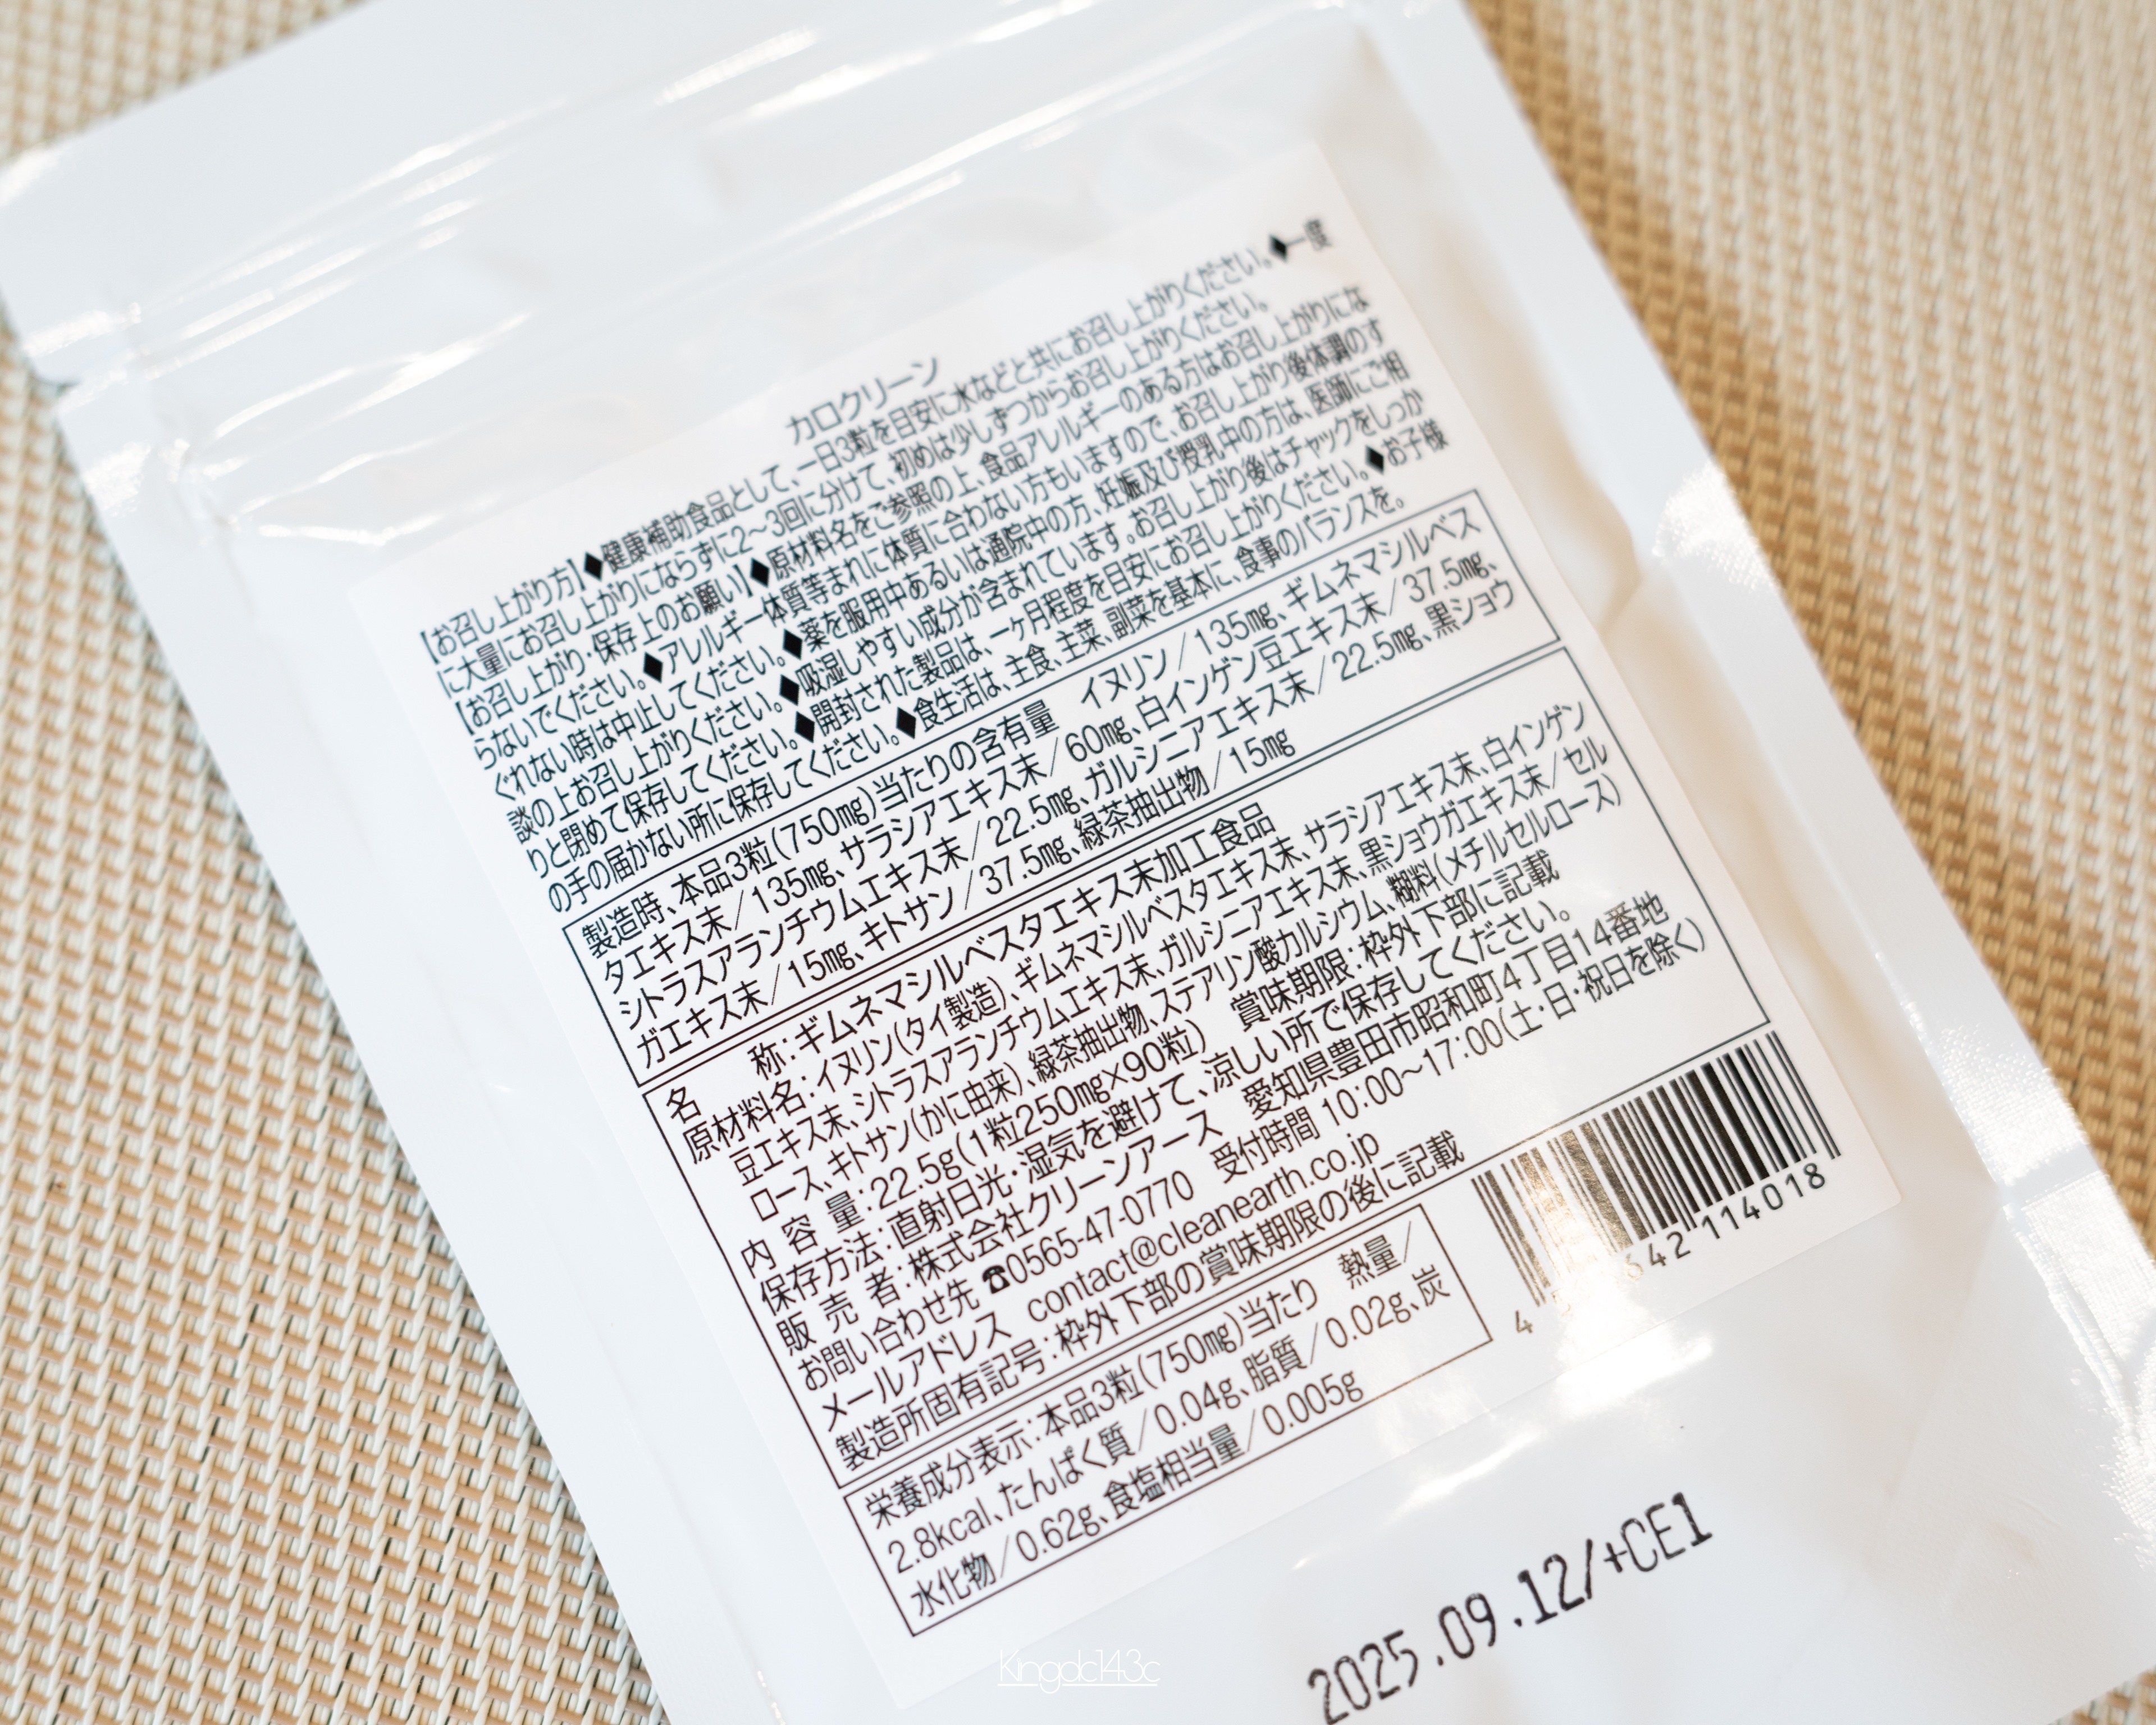 カロクリーン
【お召し上がり方】◆健康補助食品として、一日3粒を目安に水などと共にお召し上がりください。◆一度
に大量にお召し上がりにならずに2〜3回に分けて、初めは少しずつからお召し上がりください。
【お召し上がり・保存上のお願い】◆原材料名をご参照の上、食品アレルギーのある方はお召し上がりにな
らないでください。◆アレルギー体質等まれに体質に合わない方もいますので、お召し上がり後体調のす
ぐれない時は中止してください。◆薬を服用中あるいは通院中の方、妊娠及び授乳中の方は、医師にご相
談の上お召し上がりください。◆吸湿しやすい成分が含まれています。お召し上がり後はチャックをしっか
りと閉めて保存してください。◆開封された製品は、一ヶ月程度を目安にお召し上がりください。◆お子様
の手の届かない所に保存してください。◆食生活は、主食、主菜、副菜を基本に、食事のバランスを。
製造時、本品3粒(750mg)当たりの含有量 イヌリン/135mg、ギムネマシルベス
タエキス末/135mg、サラシアエキス末/60mg、白インゲン豆エキス末/37.5mg、
シトラスアランチウムエキス末/22.5mg、ガルシニアエキス末/22.5mg、黒ショウ
ガエキス末/15mg、キトサン/37.5mg、緑茶抽出物/15mg
名 称:ギムネマシルベスタエキス末加工食品
原材料名:イヌリン(タイ製造)、ギムネマシルベスタエキス末、サラシアエキス末、白インゲン
豆エキス末、シトラスアランチウムエキス末、ガルシニアエキス末、黒ショウガエキス末/セル
ロース、キトサン(かに由来)、緑茶抽出物、ステアリン酸カルシウム、糊料(メチルセルロース)
内 容 量:22.5g(1粒250mg×90粒) 賞味期限:枠外下部に記載
保存方法:直射日光・湿気を避けて、涼しい所で保存してください。
販 売 者:株式会社クリーンアース 愛知県豊田市昭和町4丁目14番地
お問い合わせ先 ☎0565-47-0770 受付時間 10:00〜17:00(土・日・祝日を除く)
メールアドレス contact@cleanearth.co.jp
製造所固有記号:枠外下部の賞味期限の後に記載
栄養成分表示:本品3粒(750mg)当たり 熱量/
2.8kcal、たんぱく質/0.04g、脂質/0.02g、炭
水化物/0.62g、食塩相当量/0.005g
642 114018
2025.09.12/+CE1
Kingdc143c